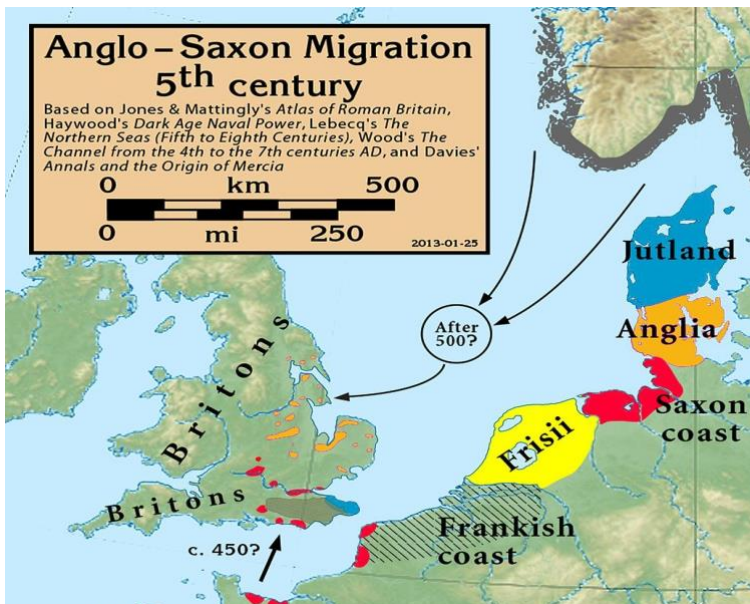 Anglo – Saxon Migration
5th century
Based on Jones & Mattingly's Atlas of Roman Britain,
Haywood's Dark Age Naval Power, Lebecq's The
Northern Seas (Fifth to Eighth Centuries), Wood's The
Channel from the 4th to the 7th centuries AD, and Davies'
Annals and the Origin of Mercia
0 km 500
0 mi 250
2013-01-25
Jutland
After
500?
Anglia
Britons
Saxon
coast
Frisii
Britons
Frankish
coast
c. 450?